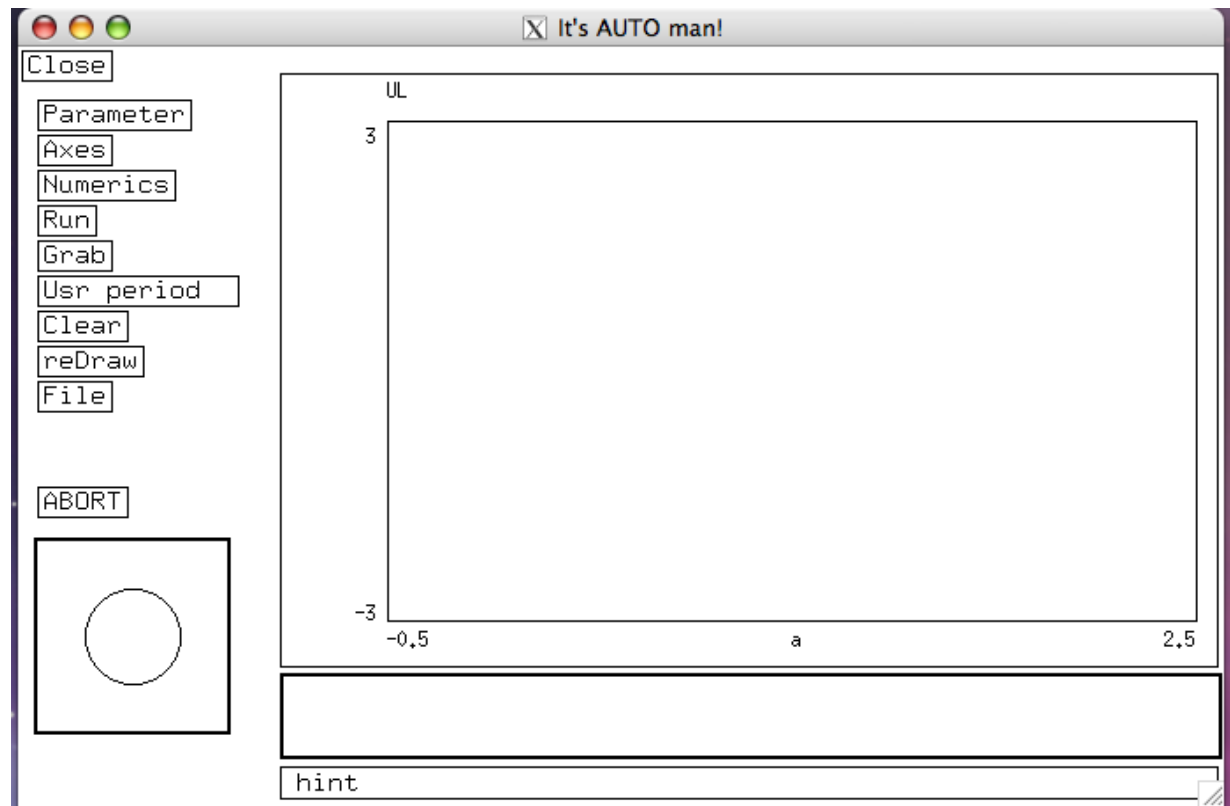 It's AUTO man!
Close
Parameter
Axes
Numerics
Run
Grab
Usr period
Clear
reDraw
File
ABORT
UL
3
-3
-0.5 a 2.5
hint